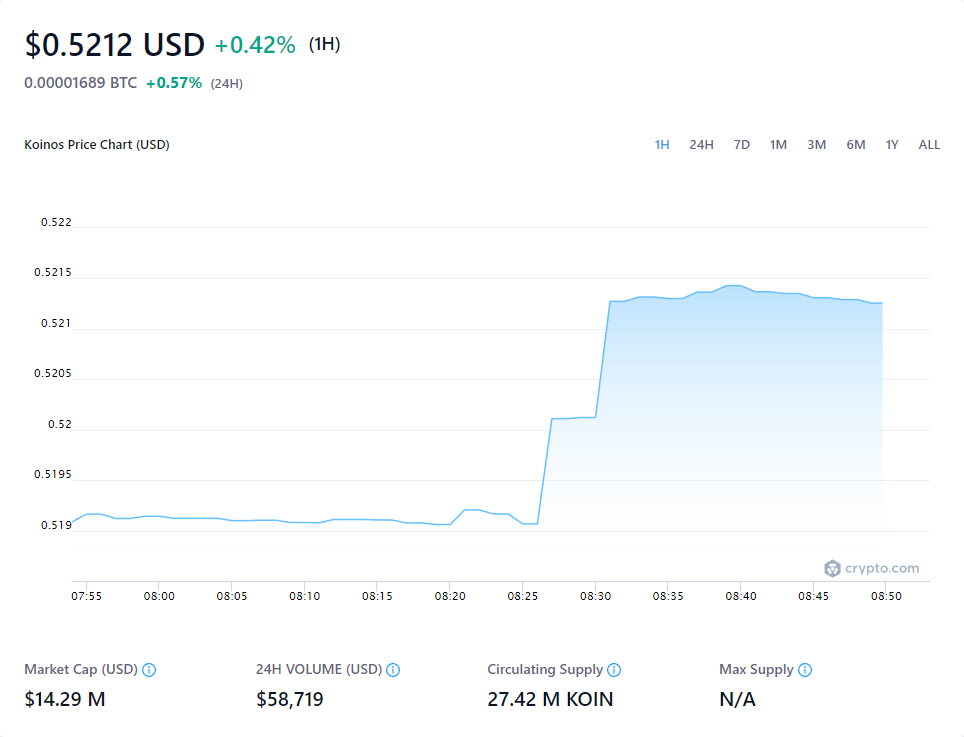 $0.5212 USD +0.42% (1H)
0.00001689 BTC +0.57% (24H)
Koinos Price Chart (USD)
1H 24H 7D 1M 3M 6M 1Y ALL
0.522
0.5215
0.521
0.5205
0.52
0.5195
0.519
crypto.com
07:55 08:00 08:05 08:10 08:15 08:20 08:25 08:30 08:35 08:40 08:45 08:50
Market Cap (USD) 24H VOLUME (USD) Circulating Supply Max Supply
$14.29 M $58,719 27.42 M KOIN N/A